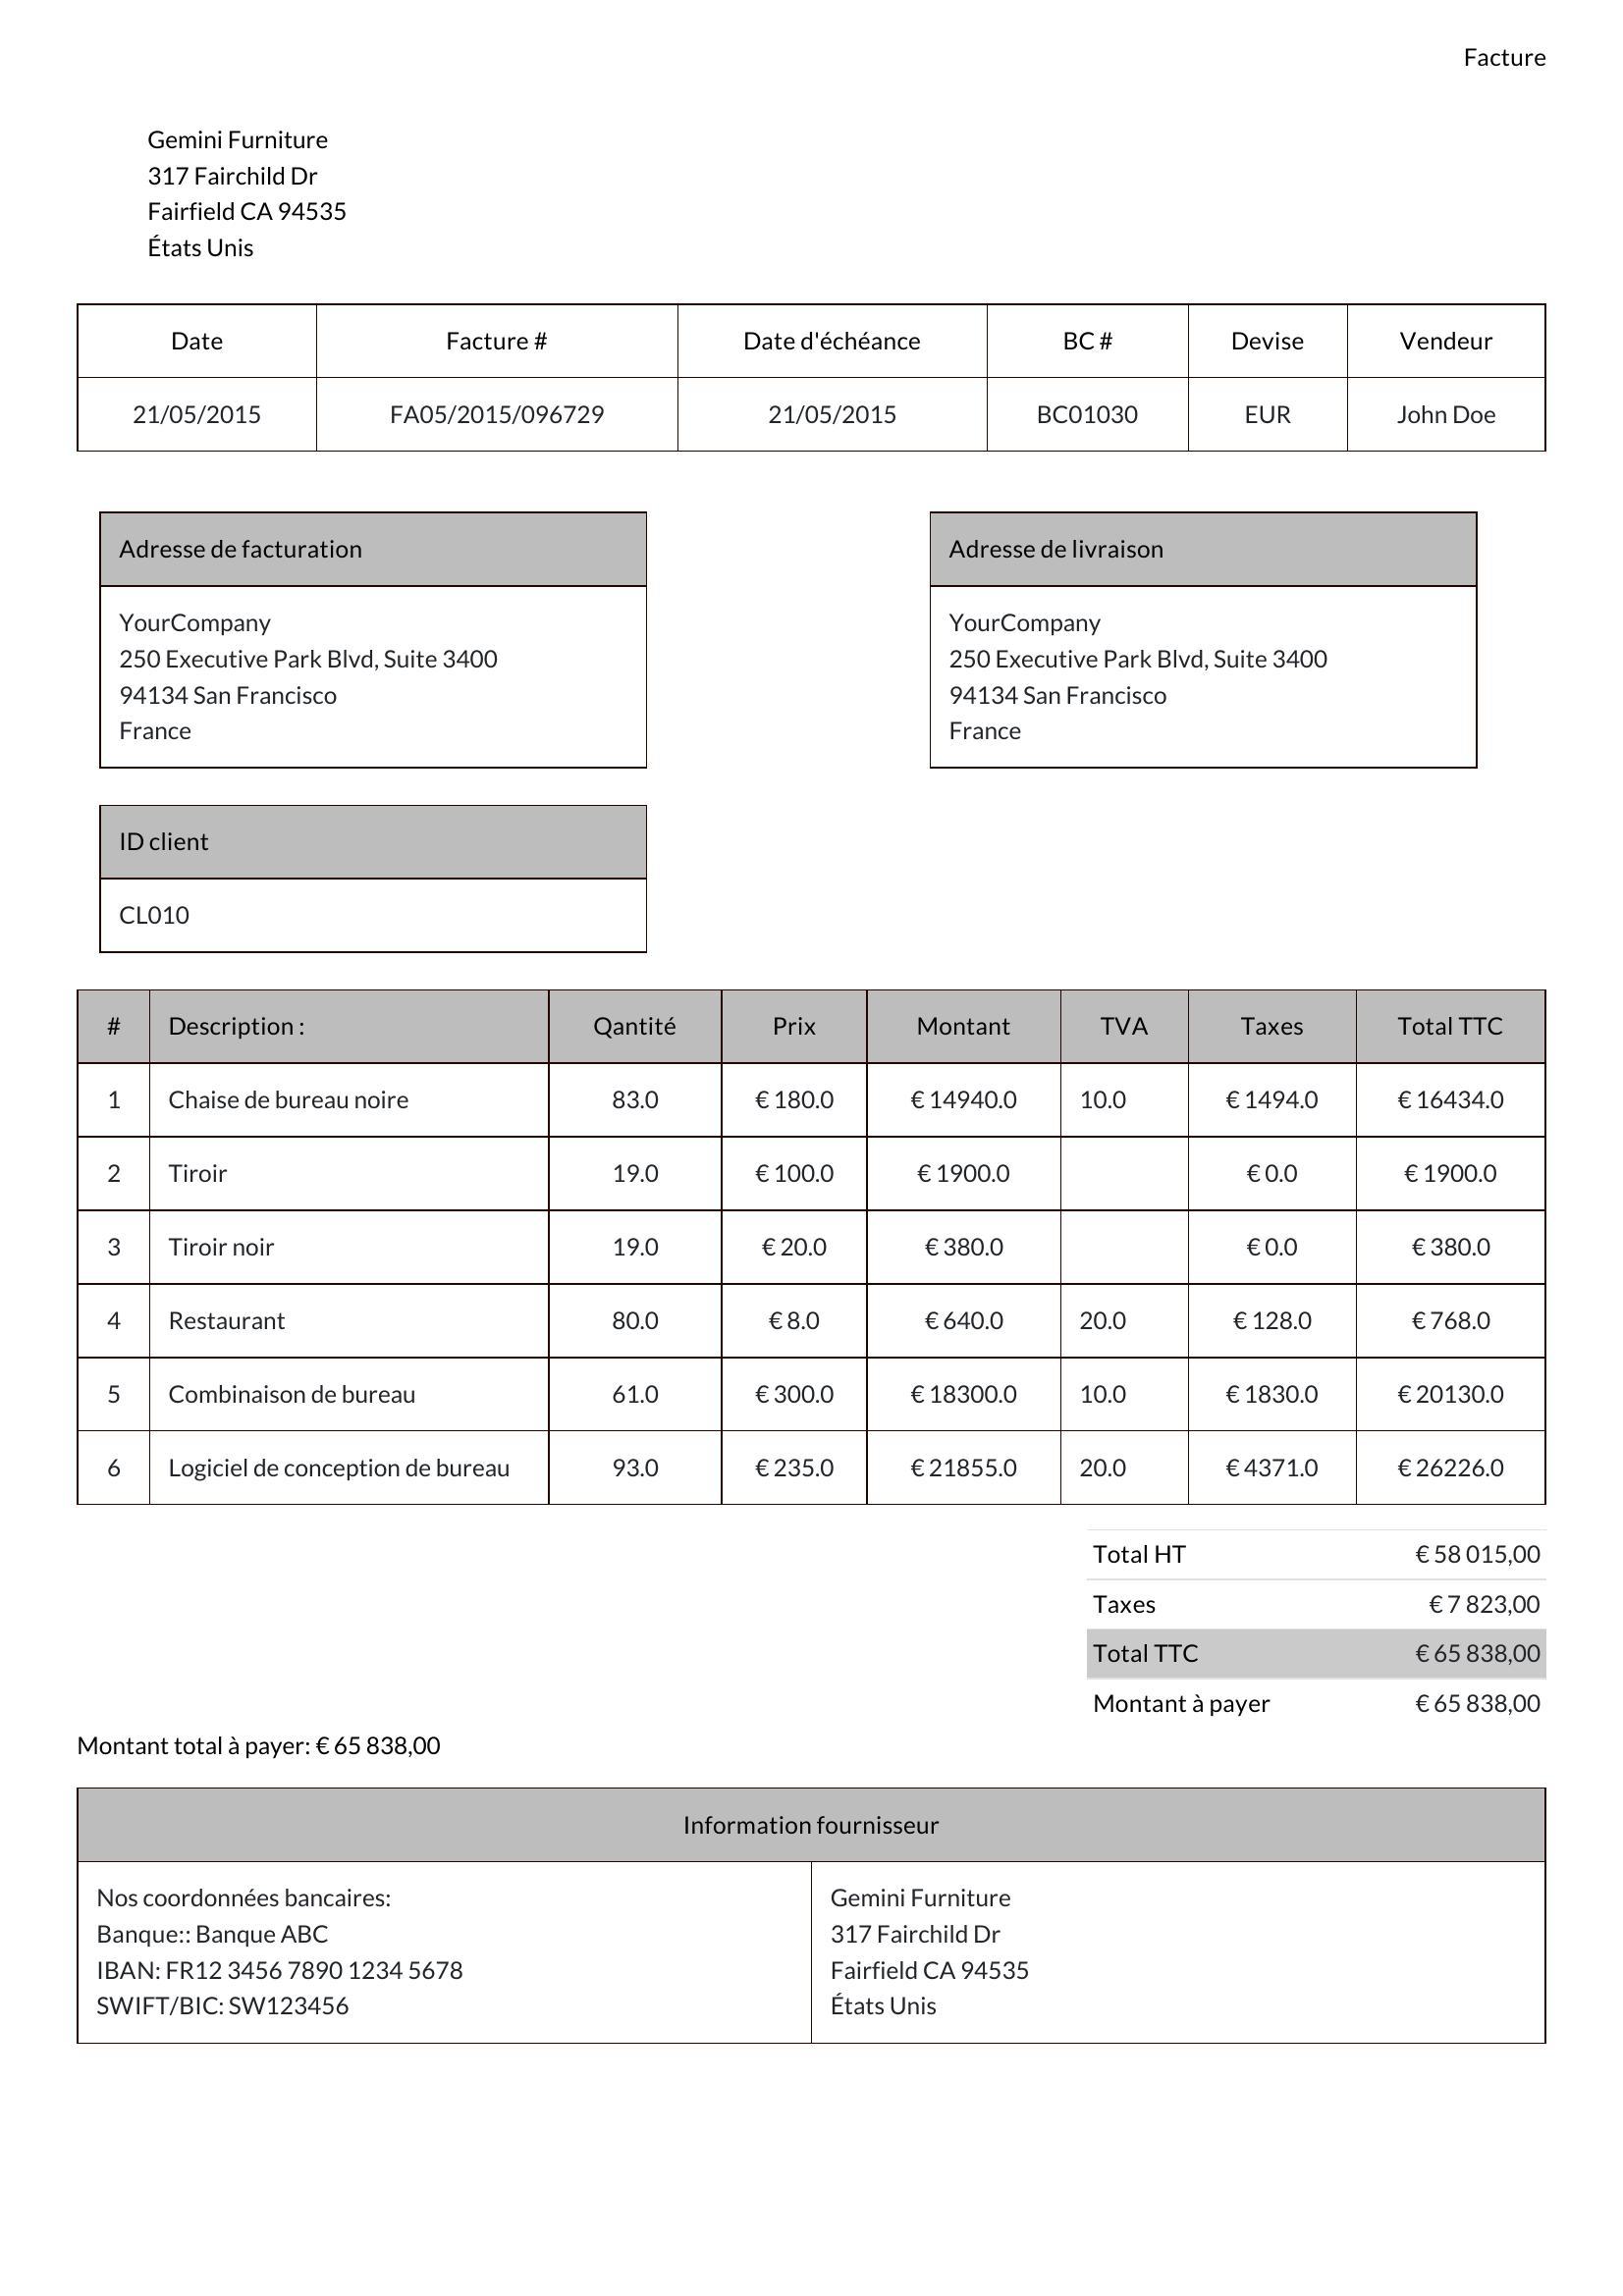 Facture
Gemini Furniture
317 Fairchild Dr
Fairfield CA 94535
États Unis
Date Facture # Date d'échéance BC # Devise Vendeur
21/05/2015 FA05/2015/096729 21/05/2015 BC01030 EUR John Doe
Adresse de facturation
YourCompany
250 Executive Park Blvd, Suite 3400
94134 San Francisco
France
Adresse de livraison
YourCompany
250 Executive Park Blvd, Suite 3400
94134 San Francisco
France
ID client
CL010
# Description : Qantité Prix Montant TVA Taxes Total TTC
1 Chaise de bureau noire 83.0 € 180.0 € 14940.0 10.0 € 1494.0 € 16434.0
2 Tiroir 19.0 € 100.0 € 1900.0 € 0.0 € 1900.0
3 Tiroir noir 19.0 € 20.0 € 380.0 € 0.0 € 380.0
4 Restaurant 80.0 € 8.0 € 640.0 20.0 € 128.0 € 768.0
5 Combinaison de bureau 61.0 € 300.0 € 18300.0 10.0 € 1830.0 € 20130.0
6 Logiciel de conception de bureau 93.0 € 235.0 € 21855.0 20.0 € 4371.0 € 26226.0
Total HT € 58 015,00
Taxes € 7 823,00
Total TTC € 65 838,00
Montant à payer € 65 838,00
Montant total à payer: € 65 838,00
Information fournisseur
Nos coordonnées bancaires:
Banque:: Banque ABC
IBAN: FR12 3456 7890 1234 5678
SWIFT/BIC: SW123456
Gemini Furniture
317 Fairchild Dr
Fairfield CA 94535
États Unis